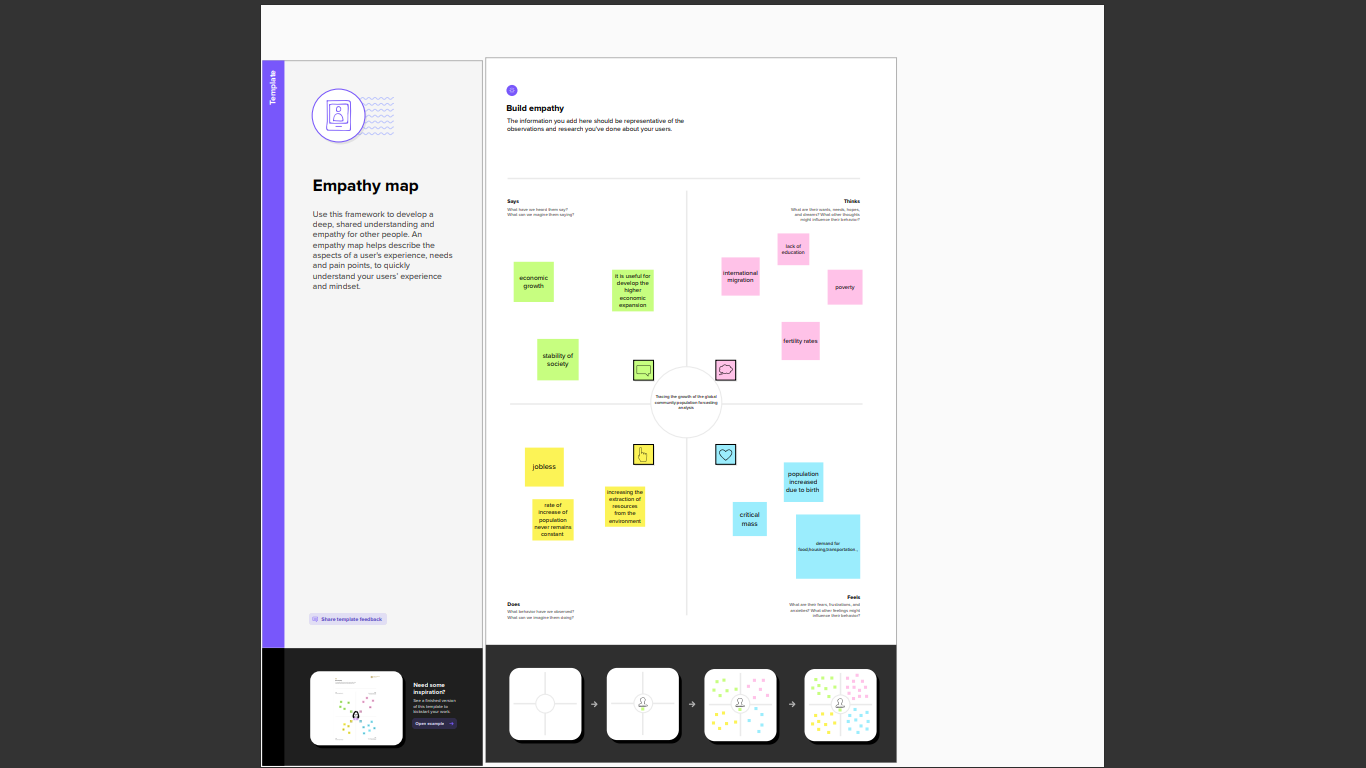 Template
Empathy map
Use this framework to develop a
deep, shared understanding and
empathy for other people. An
empathy map helps describe the
aspects of a user's experience, needs
and pain points, to quickly
understand your users' experience
and mindset.
Share template feedback
Need some
inspiration?
See a finished version
of this template to
kickstart your work.
Open example
Build empathy
The information you add here should be representative of the
observations and research you've done about your users.
Says
What have we heard them say?
What can we imagine them saying?
economic
growth
it is useful for
develop the
higher
economic
expansion
stability of
society
Thinks
What are their wants, needs, hopes,
and dreams? What other thoughts
might influence their behavior?
lack of
education
international
migration
poverty
fertility rates
Tracing the growth of the global
community:population forcasting
analysis
jobless
rate of
increase of
population
never remains
constant
increasing the
extraction of
resources
from the
environment
Does
What behavior have we observed?
What can we imagine them doing?
population
increased
due to birth
critical
mass
demand for
food,housing,transportation ,
Feels
What are their fears, frustrations, and
anxieties? What other feelings might
influence their behavior?